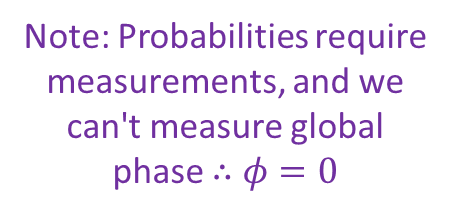 Note: Probabilities require
measurements, and we
can't measure global
phase ∴ 𝜙 = 0